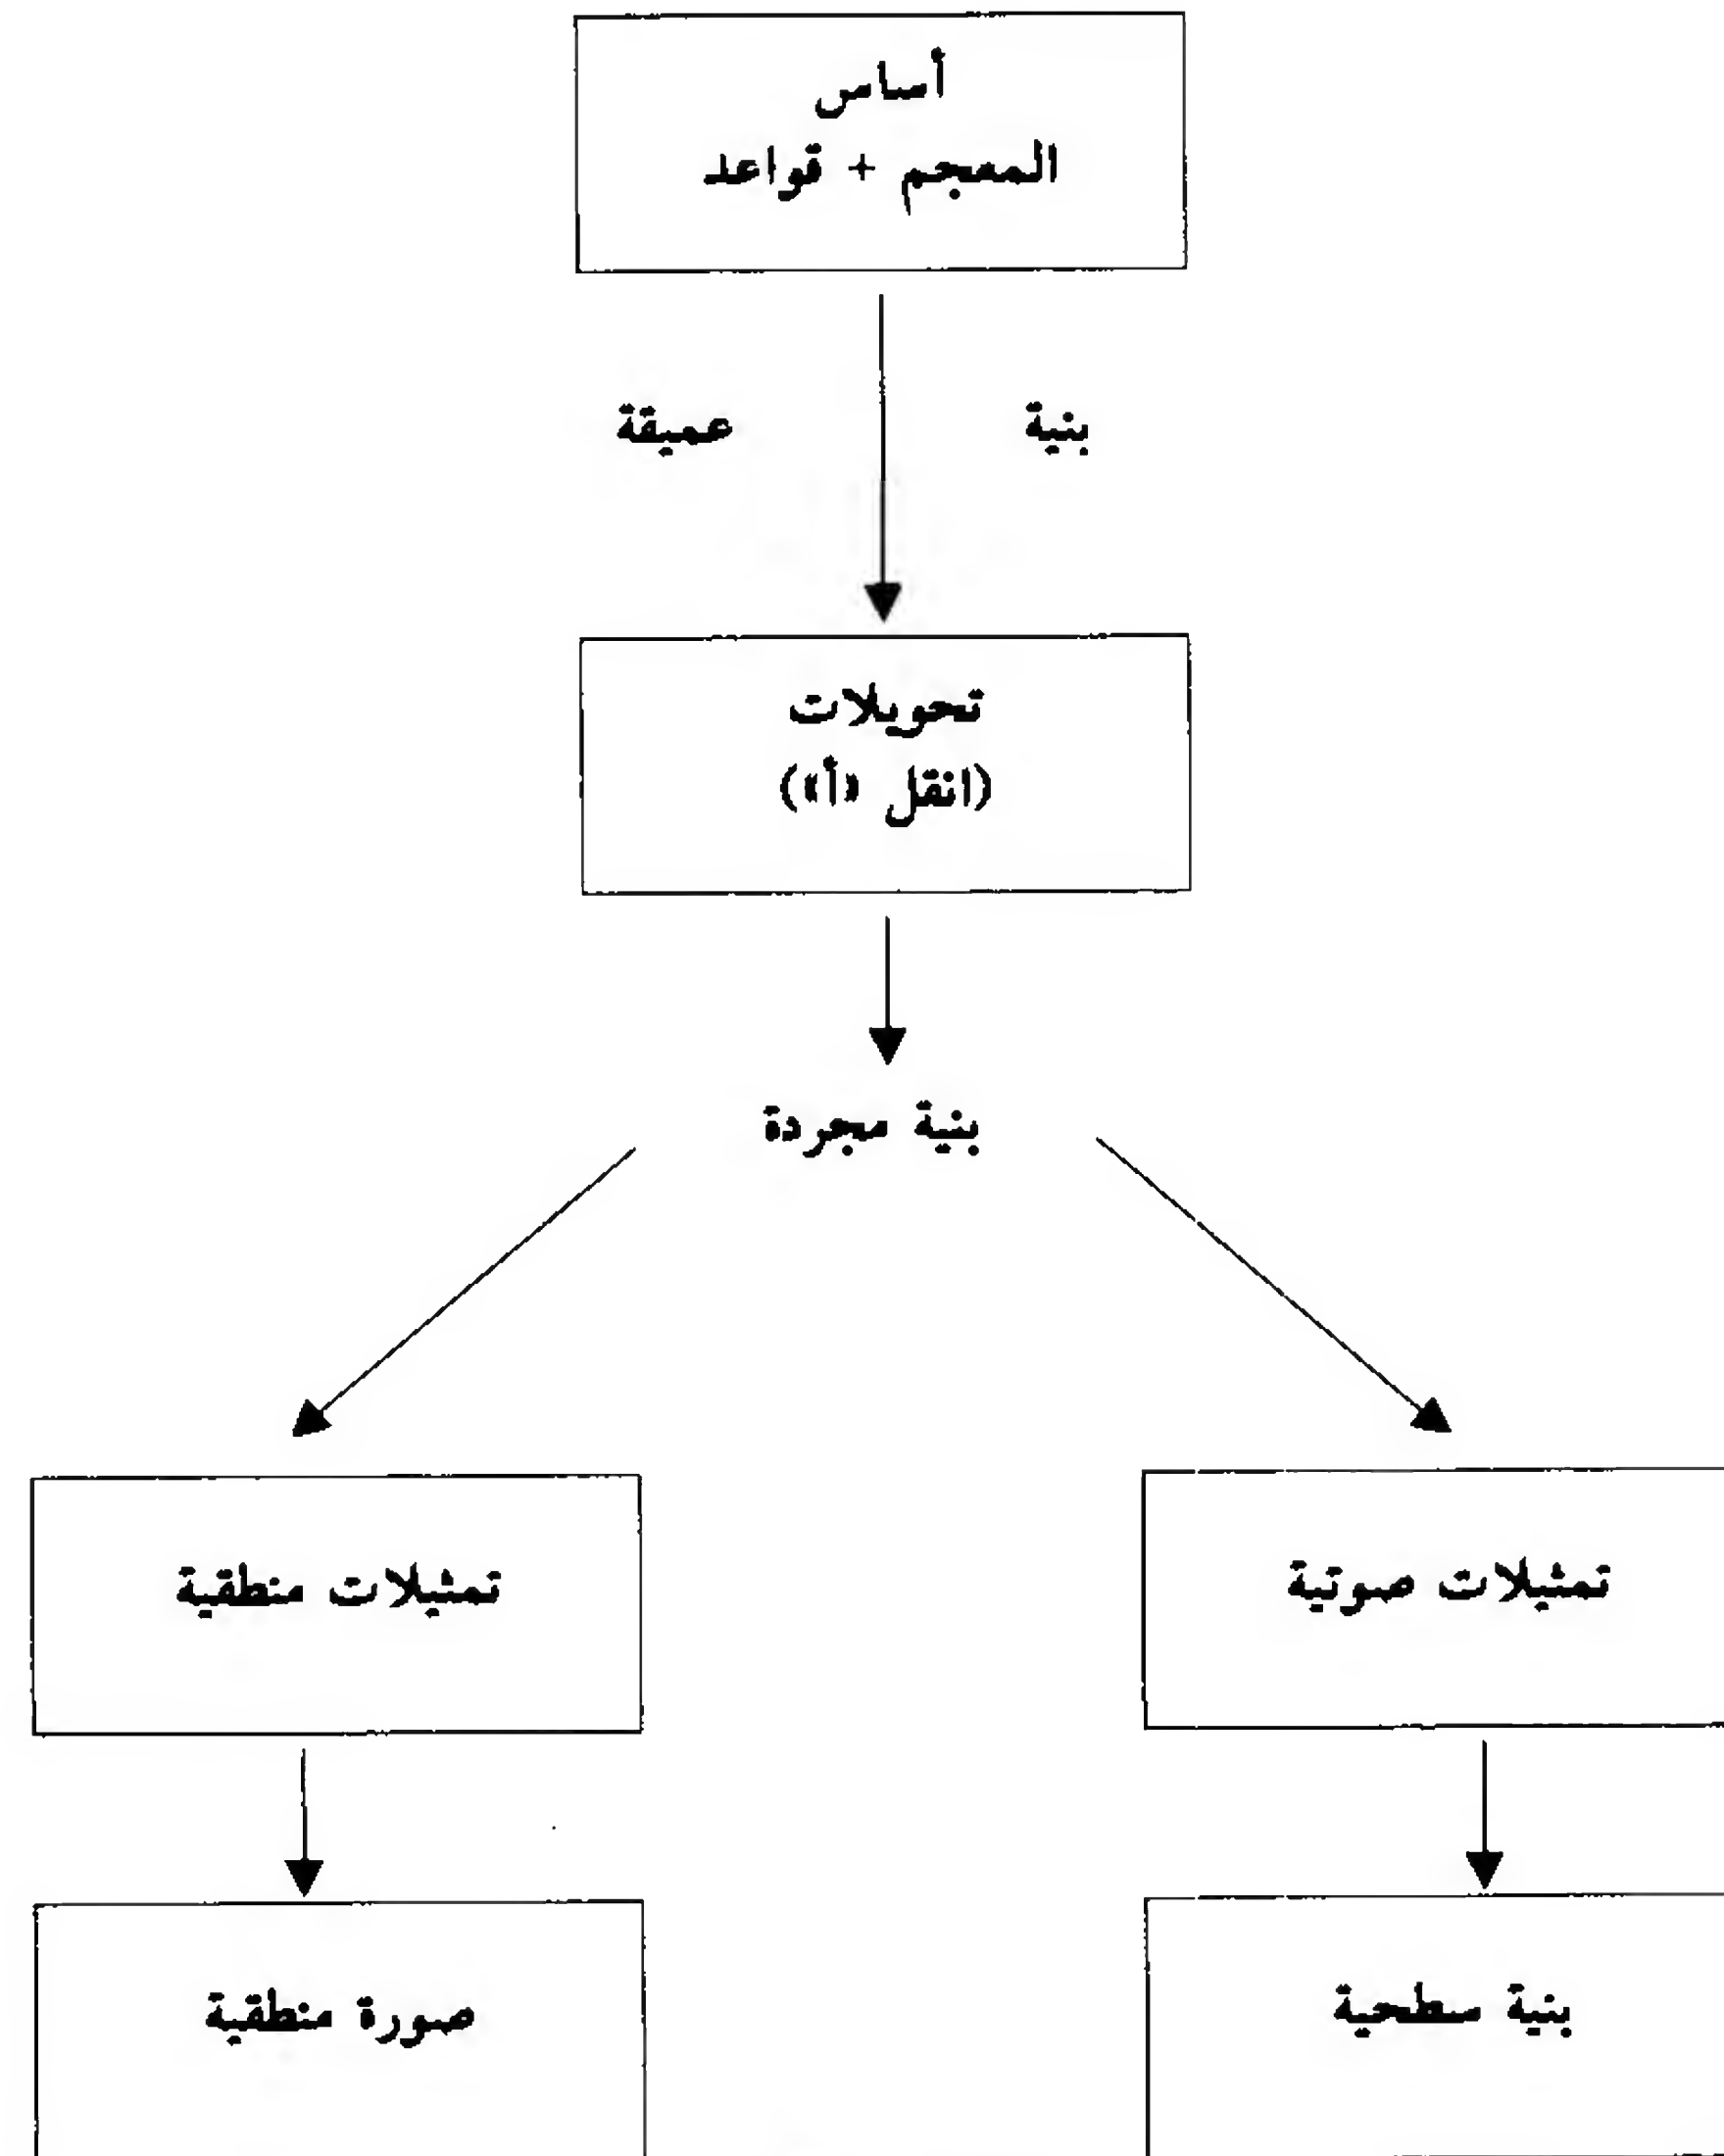 أساس
المعجم + قواعد
بنية عميقة
تحويلات
(انقل «أ»)
بنية مجردة
تمثيلات صوتية
تمثيلات منطقية
بنية سطحية
صورة منطقية